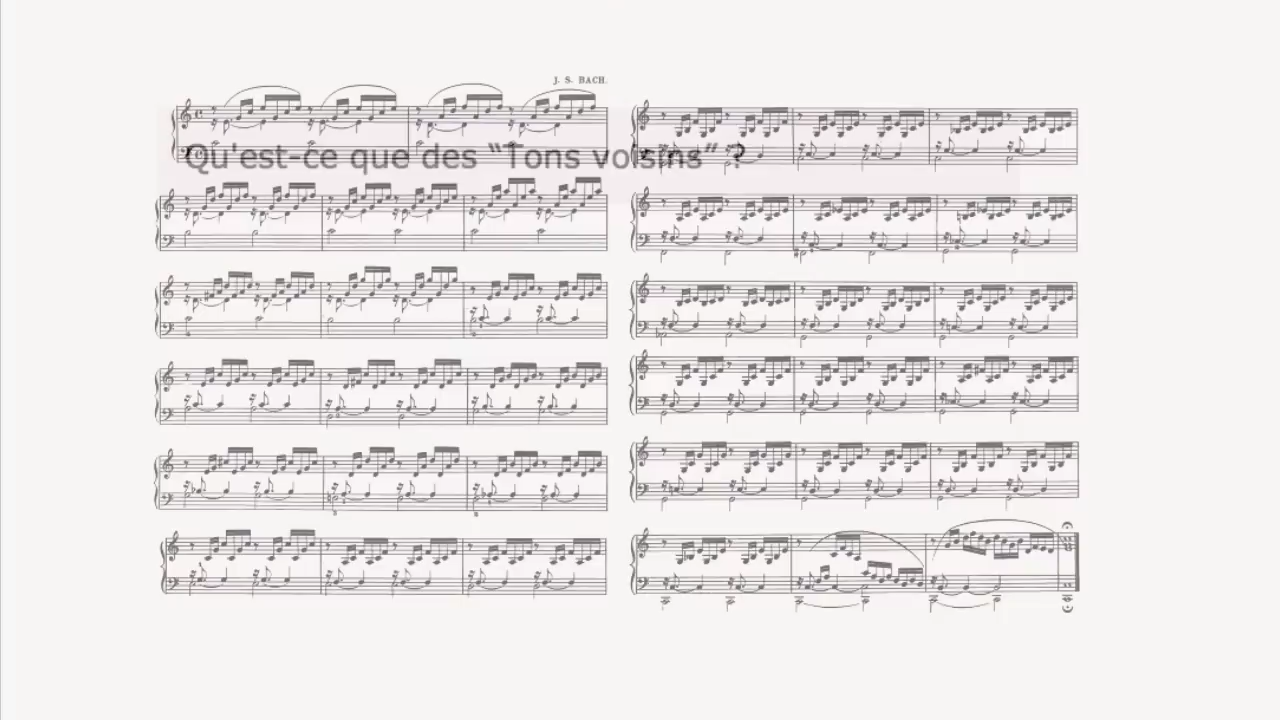 J. S. BACH.
Qu'est-ce que des "Tons voisins" ?